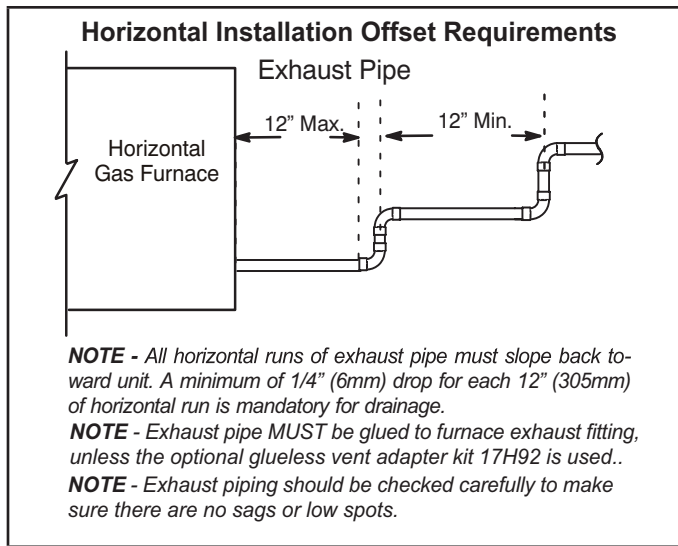 Horizontal Installation Offset Requirements
Exhaust Pipe
12” Max.
12” Min.
Horizontal
Gas Furnace
NOTE - All horizontal runs of exhaust pipe must slope back to-
ward unit. A minimum of 1/4” (6mm) drop for each 12” (305mm)
of horizontal run is mandatory for drainage.
NOTE - Exhaust pipe MUST be glued to furnace exhaust fitting,
unless the optional glueless vent adapter kit 17H92 is used..
NOTE - Exhaust piping should be checked carefully to make
sure there are no sags or low spots.